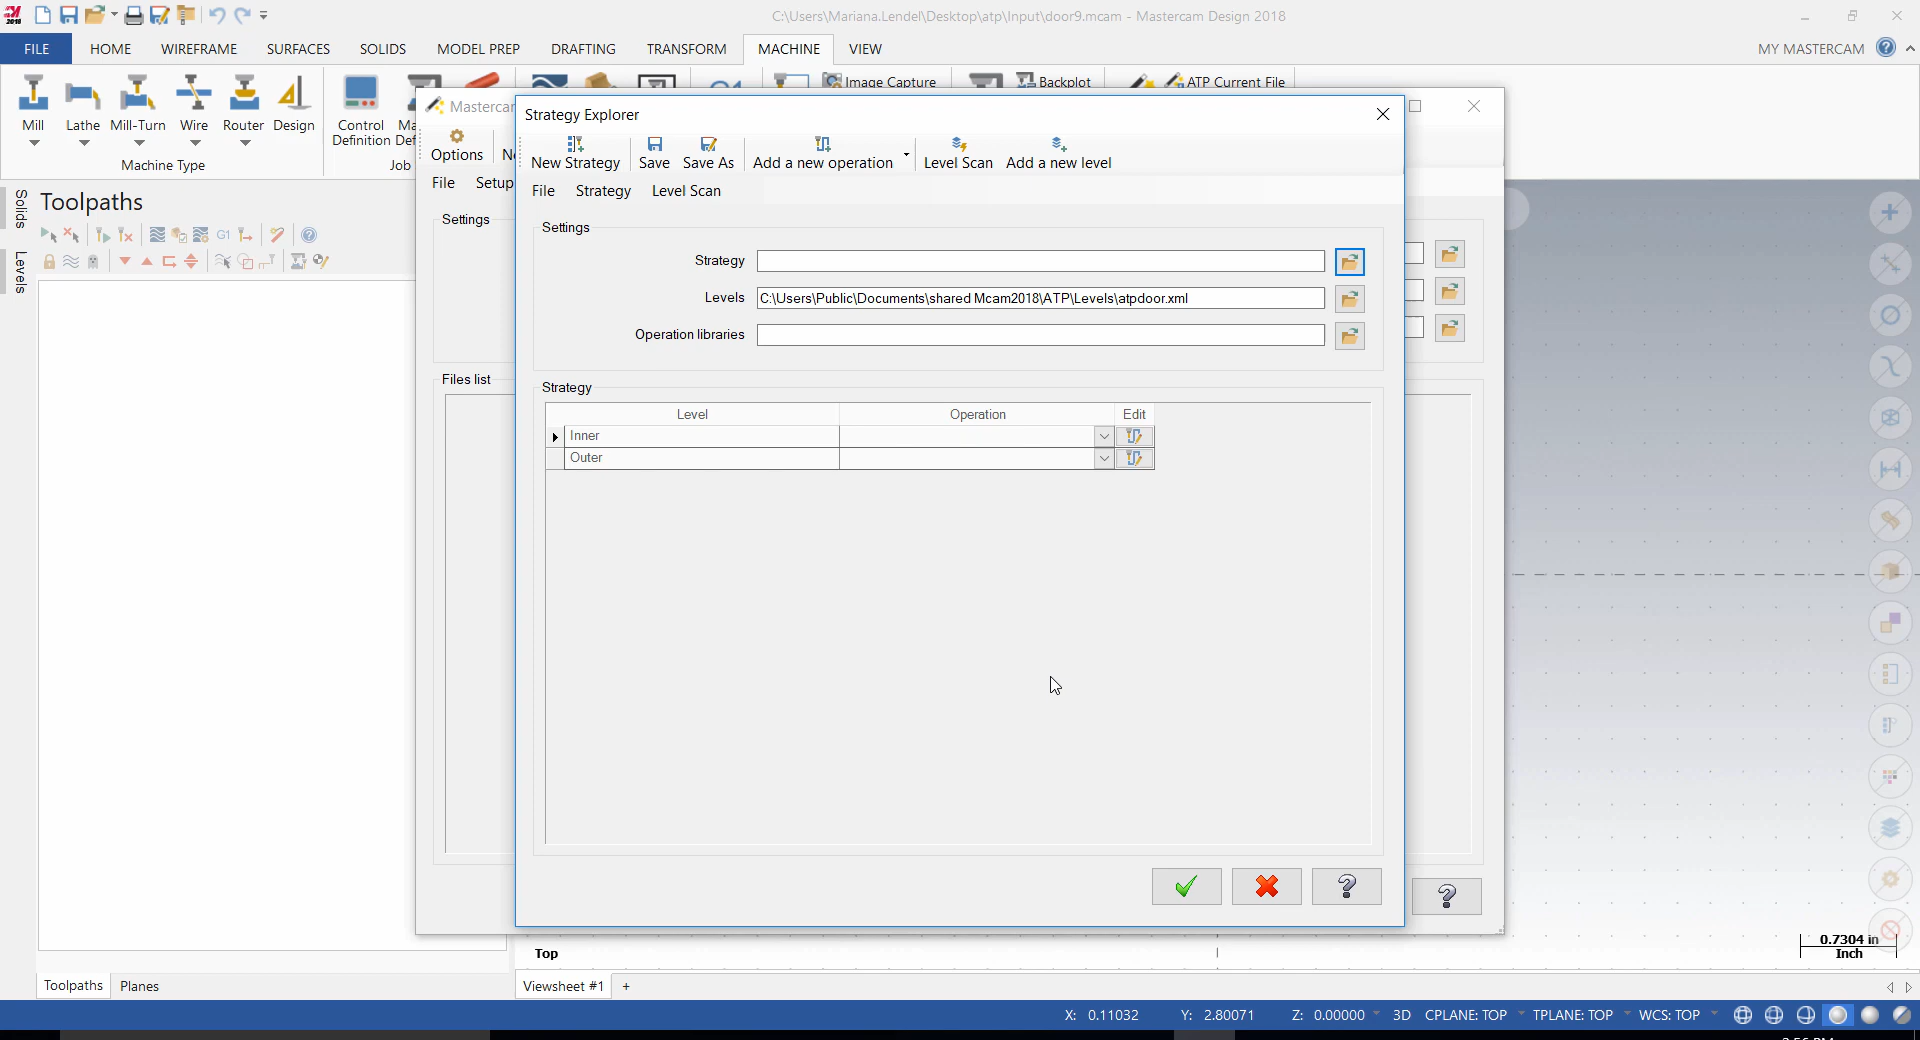 C:\Users\Mariana.Lendel\Desktop\atp\Input\door9.mcam - Mastercam Design 2018
FILE HOME WIREFRAME SURFACES SOLIDS MODEL PREP DRAFTING TRANSFORM MACHINE VIEW MY MASTERCAM
Image Capture Backplot ATP Current File
Mill Lathe Mill-Turn Wire Router Design Control Definition
Machine Type Job
Toolpaths
Solids
Levels
Options
File Setup
Settings
Files list
Strategy Explorer
New Strategy Save Save As Add a new operation Level Scan Add a new level
File Strategy Level Scan
Settings
Strategy
Levels C:\Users\Public\Documents\shared Mcam2018\ATP\Levels\atpdoor.xml
Operation libraries
Strategy
Level Operation Edit
Inner
Outer
Top
0.7304 in
Inch
Toolpaths Planes
Viewsheet #1 +
X: 0.11032 Y: 2.80071 Z: 0.00000 3D CPLANE: TOP TPLANE: TOP WCS: TOP